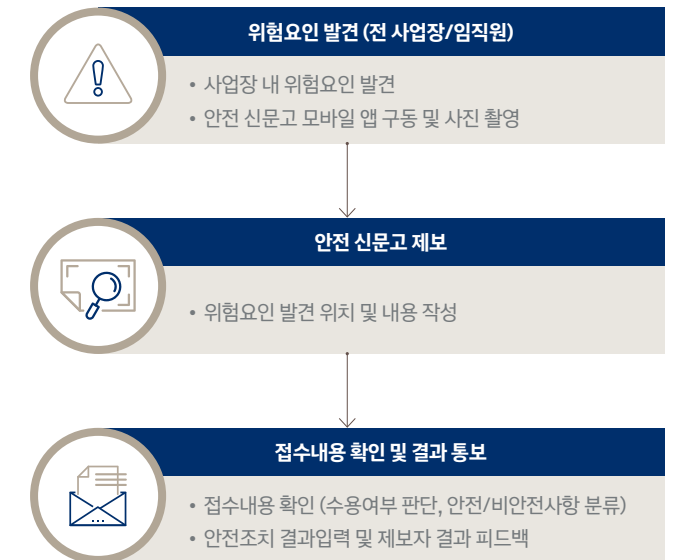 위험요인 발견 (전 사업장/임직원)
• 사업장 내 위험요인 발견
• 안전 신문고 모바일 앱 구동 및 사진 촬영
안전 신문고 제보
• 위험요인 발견 위치 및 내용 작성
접수내용 확인 및 결과 통보
• 접수내용 확인 (수용여부 판단, 안전/비안전사항 분류)
• 안전조치 결과입력 및 제보자 결과 피드백